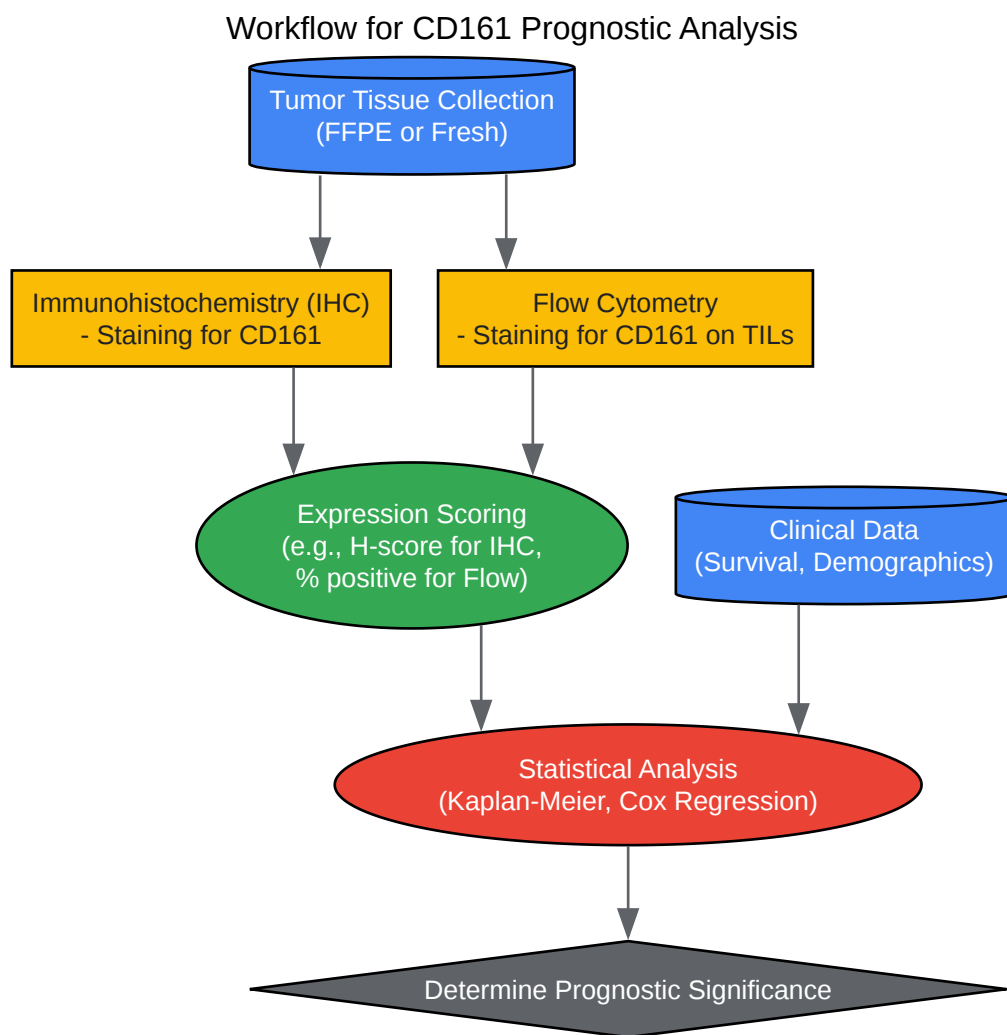 Workflow for CD161 Prognostic Analysis
Tumor Tissue Collection
(FFPE or Fresh)
Immunohistochemistry (IHC)
- Staining for CD161
Flow Cytometry
- Staining for CD161 on TILs
Expression Scoring
(e.g., H-score for IHC,
% positive for Flow)
Clinical Data
(Survival, Demographics)
Statistical Analysis
(Kaplan-Meier, Cox Regression)
Determine Prognostic Significance